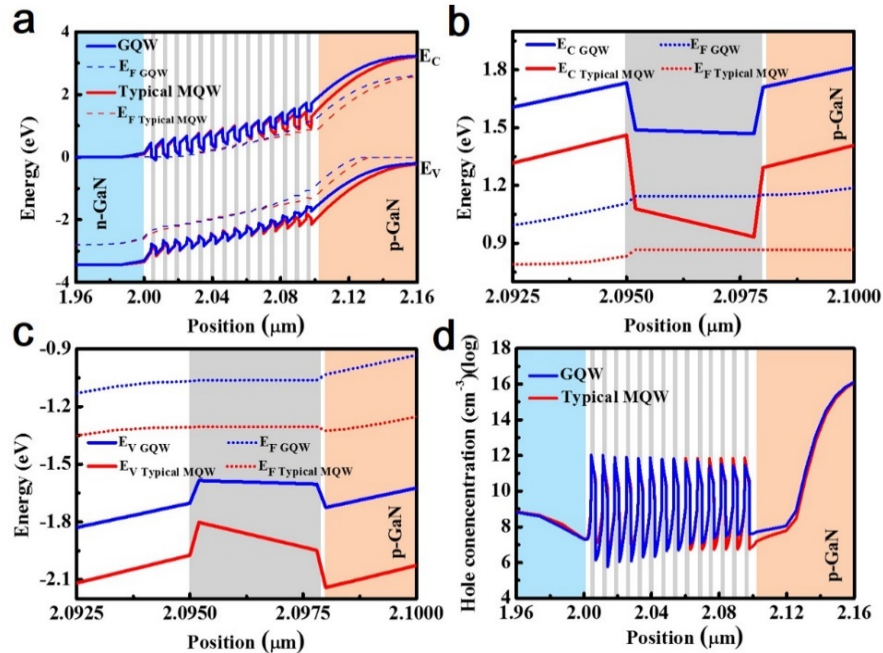 a
GQW
E_F GQW
Typical MQW
E_F Typical MQW
E_C
E_V
n-GaN
p-GaN
Energy (eV)
4
2
0
-2
-4
1.96 2.00 2.04 2.08 2.12 2.16
Position (μm)
b
E_C GQW E_F GQW
E_C Typical MQW E_F Typical MQW
p-GaN
Energy (eV)
1.8
1.5
1.2
0.9
2.0925 2.0950 2.0975 2.1000
Position (μm)
c
-0.9
-1.2
-1.5
-1.8
-2.1
Energy (eV)
E_V GQW E_F GQW
E_V Typical MQW E_F Typical MQW
p-GaN
2.0925 2.0950 2.0975 2.1000
Position (μm)
d
18
16
14
12
10
8
6
4
Hole conencentration (cm⁻³)(log)
GQW
Typical MQW
p-GaN
1.96 2.00 2.04 2.08 2.12 2.16
Position (μm)